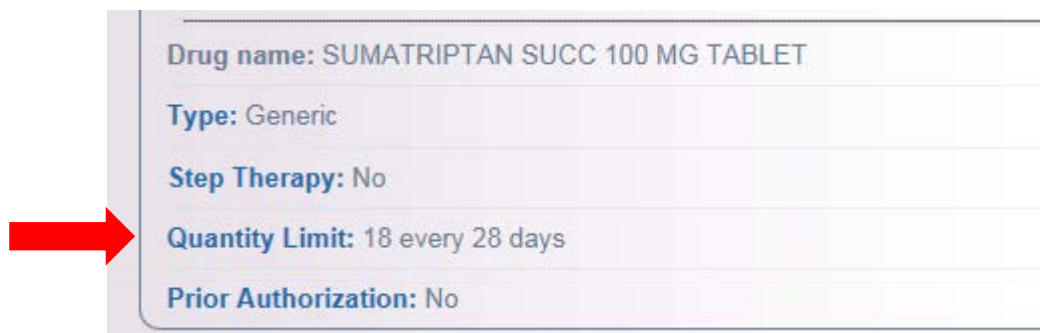 Drug name: SUMATRIPTAN SUCC 100 MG TABLET
Type: Generic
Step Therapy: No
Quantity Limit: 18 every 28 days
Prior Authorization: No